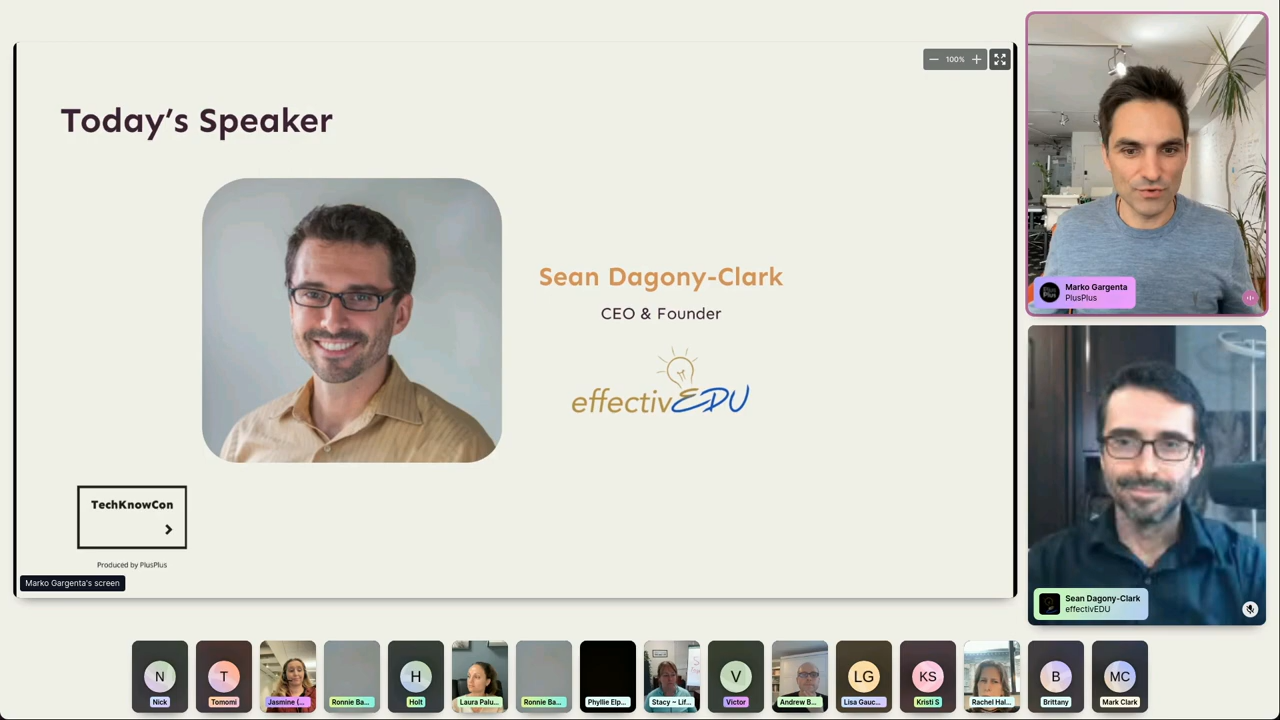 100%
Today's Speaker
Sean Dagony-Clark
CEO & Founder
effectivEDU
TechKnowCon
Produced by PlusPlus
Marko Gargenta's screen
Marko Gargenta
PlusPlus
Sean Dagony-Clark
effectivEDU
N
Nick
T
Tomomi
Jasmine (...
Ronnie Ba...
H
Holt
Laura Palu...
Ronnie Ba...
Phyllie Elp...
Stacy ~ Lif...
V
Victor
Andrew B...
LG
Lisa Gauc...
KS
Kristi S
Rachel Hal...
B
Brittany
MC
Mark Clark